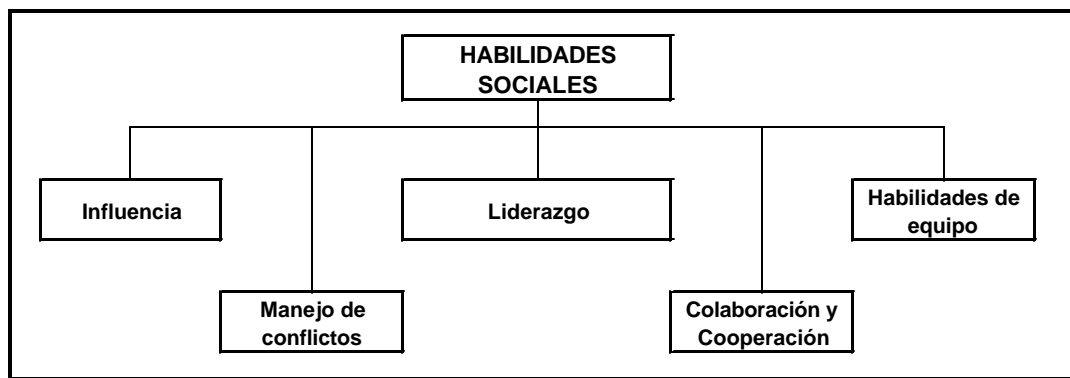 HABILIDADES
SOCIALES
Influencia
Liderazgo
Habilidades de
equipo
Manejo de
conflictos
Colaboración y
Cooperación